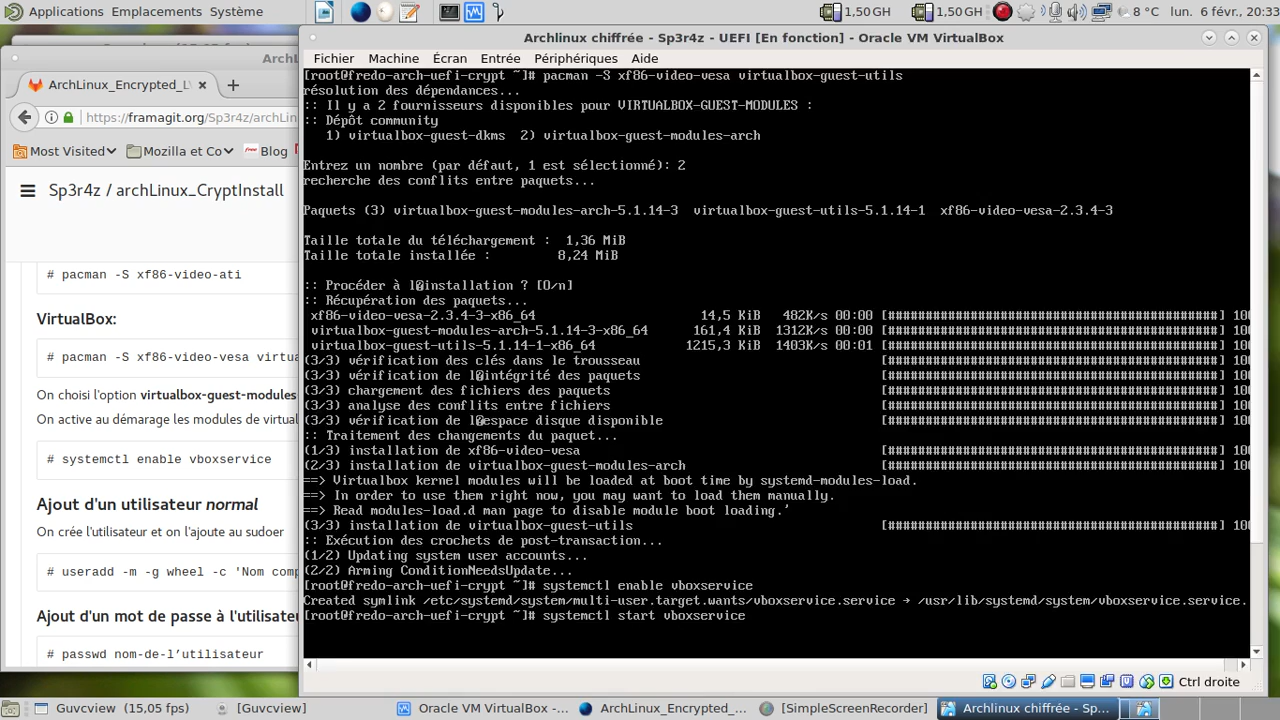 Applications Emplacements Système
1,50GH 1,50GH 8 °C lun. 6 févr., 20:33
Archlinux chiffrée - Sp3r4z - UEFI [En fonction] - Oracle VM VirtualBox
Fichier Machine Écran Entrée Périphériques Aide
ArchLinux_Encrypted_LV
https://framagit.org/Sp3r4z/archLin
Most Visited Mozilla et Co Blog
Sp3r4z / archLinux_CryptInstall
# pacman -S xf86-video-ati
VirtualBox:
# pacman -S xf86-video-vesa virtua
On choisi l'option virtualbox-guest-modules
On active au démarage les modules de virtual
# systemctl enable vboxservice
Ajout d'un utilisateur normal
On crée l'utilisateur et on l'ajoute au sudoer
# useradd -m -g wheel -c 'Nom comp
Ajout d'un mot de passe à l'utilisateu
# passwd nom-de-l’utilisateur
[root@fredo-arch-uefi-crypt ~]# pacman -S xf86-video-vesa virtualbox-guest-utils
résolution des dépendances...
:: Il y a 2 fournisseurs disponibles pour VIRTUALBOX-GUEST-MODULES :
:: Dépôt community
1) virtualbox-guest-dkms 2) virtualbox-guest-modules-arch
Entrez un nombre (par défaut, 1 est sélectionné): 2
recherche des conflits entre paquets...
Paquets (3) virtualbox-guest-modules-arch-5.1.14-3 virtualbox-guest-utils-5.1.14-1 xf86-video-vesa-2.3.4-3
Taille totale du téléchargement : 1,36 MiB
Taille totale installée : 8,24 MiB
:: Procéder à l�installation ? [O/n]
:: Récupération des paquets...
xf86-video-vesa-2.3.4-3-x86_64 14,5 KiB 482K/s 00:00 [############################################] 100
virtualbox-guest-modules-arch-5.1.14-3-x86_64 161,4 KiB 1312K/s 00:00 [############################################] 100
virtualbox-guest-utils-5.1.14-1-x86_64 1215,3 KiB 1403K/s 00:01 [############################################] 100
(3/3) vérification des clés dans le trousseau [############################################] 100
(3/3) vérification de l�intégrité des paquets [############################################] 100
(3/3) chargement des fichiers des paquets [############################################] 100
(3/3) analyse des conflits entre fichiers [############################################] 100
(3/3) vérification de l�espace disque disponible [############################################] 100
:: Traitement des changements du paquet...
(1/3) installation de xf86-video-vesa [############################################] 100
(2/3) installation de virtualbox-guest-modules-arch [############################################] 100
==> Virtualbox kernel modules will be loaded at boot time by systemd-modules-load.
==> In order to use them right now, you may want to load them manually.
==> Read modules-load.d man page to disable module boot loading.'
(3/3) installation de virtualbox-guest-utils [############################################] 100
:: Exécution des crochets de post-transaction...
(1/2) Updating system user accounts...
(2/2) Arming ConditionNeedsUpdate...
[root@fredo-arch-uefi-crypt ~]# systemctl enable vboxservice
Created symlink /etc/systemd/system/multi-user.target.wants/vboxservice.service → /usr/lib/systemd/system/vboxservice.service.
[root@fredo-arch-uefi-crypt ~]# systemctl start vboxservice
Ctrl droite
Guvcview (15,05 fps) [Guvcview] Oracle VM VirtualBox -... ArchLinux_Encrypted_... [SimpleScreenRecorder] Archlinux chiffrée - Sp...